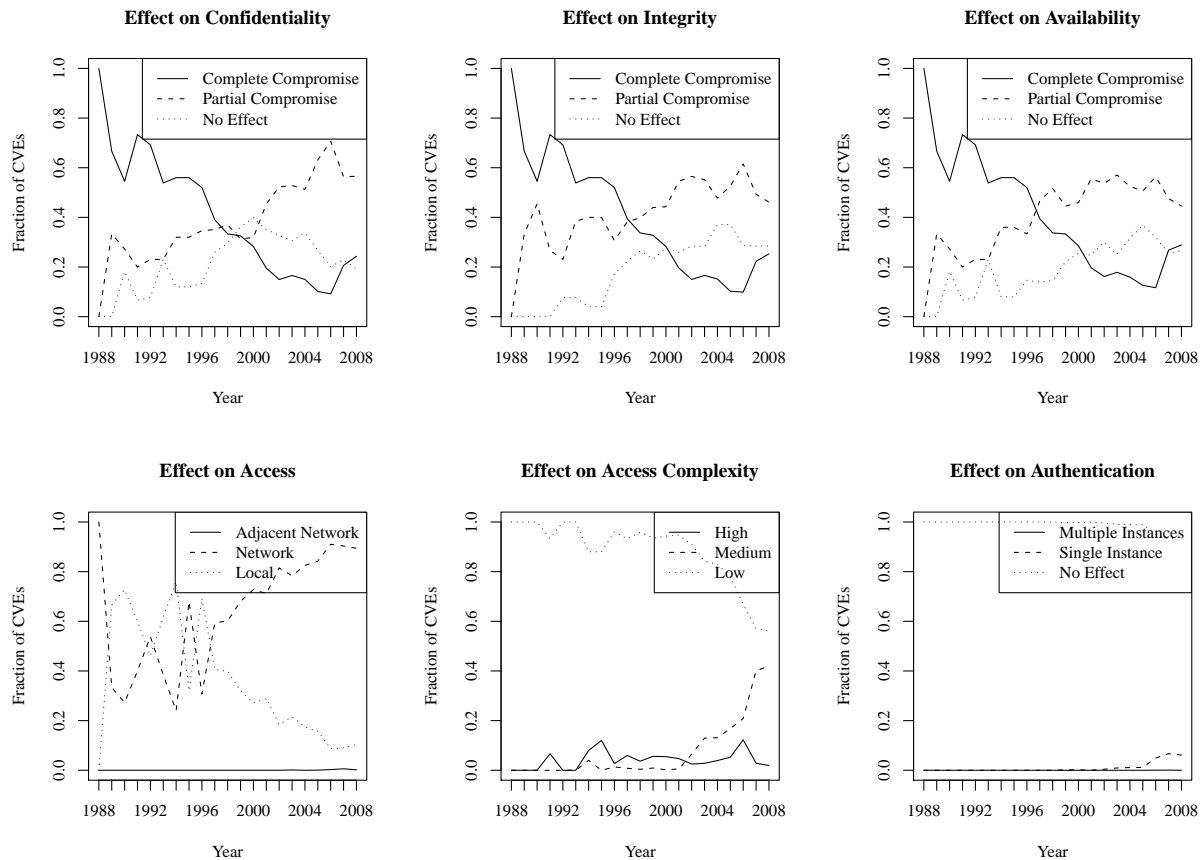 Effect on Confidentiality
Fraction of CVEs
1.0
0.8
0.6
0.4
0.2
0.0
Complete Compromise
Partial Compromise
No Effect
1988 1992 1996 2000 2004 2008
Year
Effect on Integrity
Fraction of CVEs
1.0
0.8
0.6
0.4
0.2
0.0
Complete Compromise
Partial Compromise
No Effect
1988 1992 1996 2000 2004 2008
Year
Effect on Availability
Fraction of CVEs
1.0
0.8
0.6
0.4
0.2
0.0
Complete Compromise
Partial Compromise
No Effect
1988 1992 1996 2000 2004 2008
Year
Effect on Access
Fraction of CVEs
1.0
0.8
0.6
0.4
0.2
0.0
Adjacent Network
Network
Local
1988 1992 1996 2000 2004 2008
Year
Effect on Access Complexity
Fraction of CVEs
1.0
0.8
0.6
0.4
0.2
0.0
High
Medium
Low
1988 1992 1996 2000 2004 2008
Year
Effect on Authentication
Fraction of CVEs
1.0
0.8
0.6
0.4
0.2
0.0
Multiple Instances
Single Instance
No Effect
1988 1992 1996 2000 2004 2008
Year